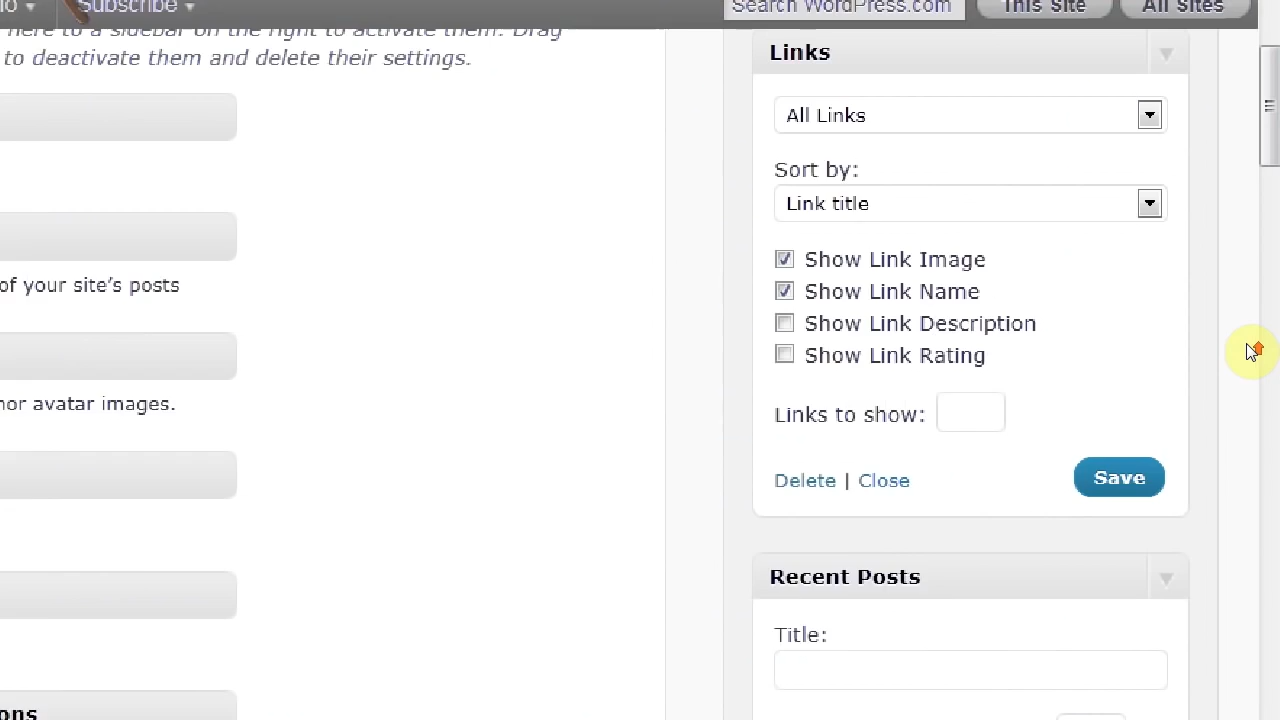 Subscribe
Search WordPress.com
This Site
All Sites
here to a sidebar on the right to activate them. Drag
to deactivate them and delete their settings.
of your site's posts
avatar images.
Links
All Links
Sort by:
Link title
Show Link Image
Show Link Name
Show Link Description
Show Link Rating
Links to show:
Delete | Close
Save
Recent Posts
Title: